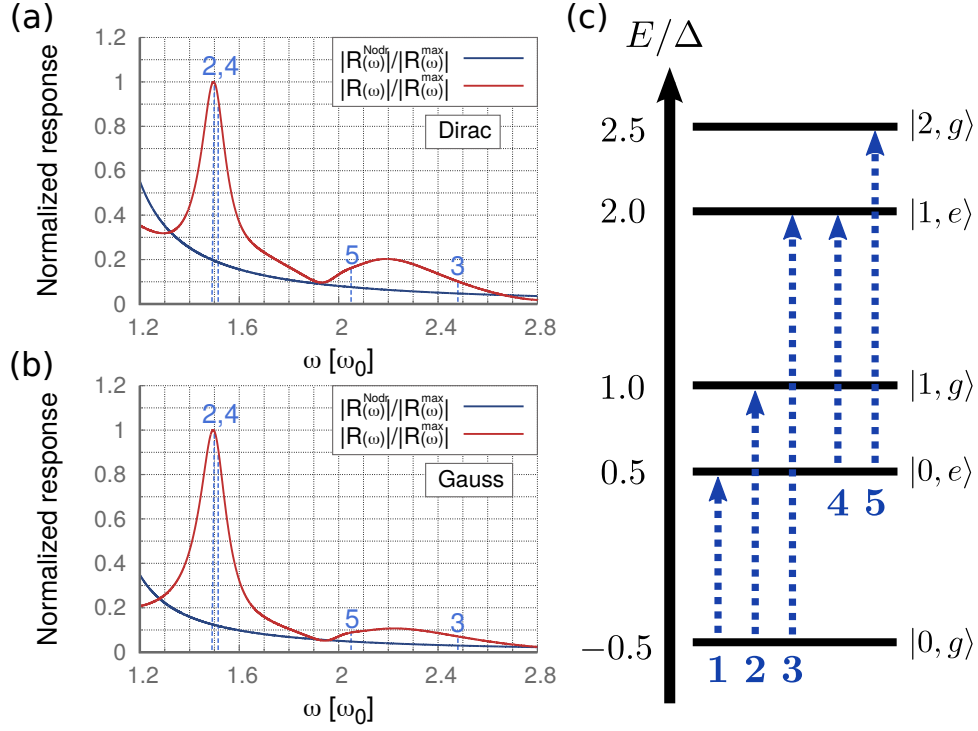 (a)
Normalized response
1.2
1
0.8
0.6
0.4
0.2
0
1.2 1.6 2 2.4 2.8
ω [ω₀]
2,4
5
3
|R(ω)^Nodr|/|R(ω)^max|
|R(ω)|/|R(ω)^max|
Dirac
(b)
Normalized response
1.2
1
0.8
0.6
0.4
0.2
0
1.2 1.6 2 2.4 2.8
ω [ω₀]
2,4
5
3
|R(ω)^Nodr|/|R(ω)^max|
|R(ω)|/|R(ω)^max|
Gauss
(c)
E/Δ
2.5 |2, g⟩
2.0 |1, e⟩
1.0 |1, g⟩
0.5 |0, e⟩
4 5
−0.5 |0, g⟩
1 2 3